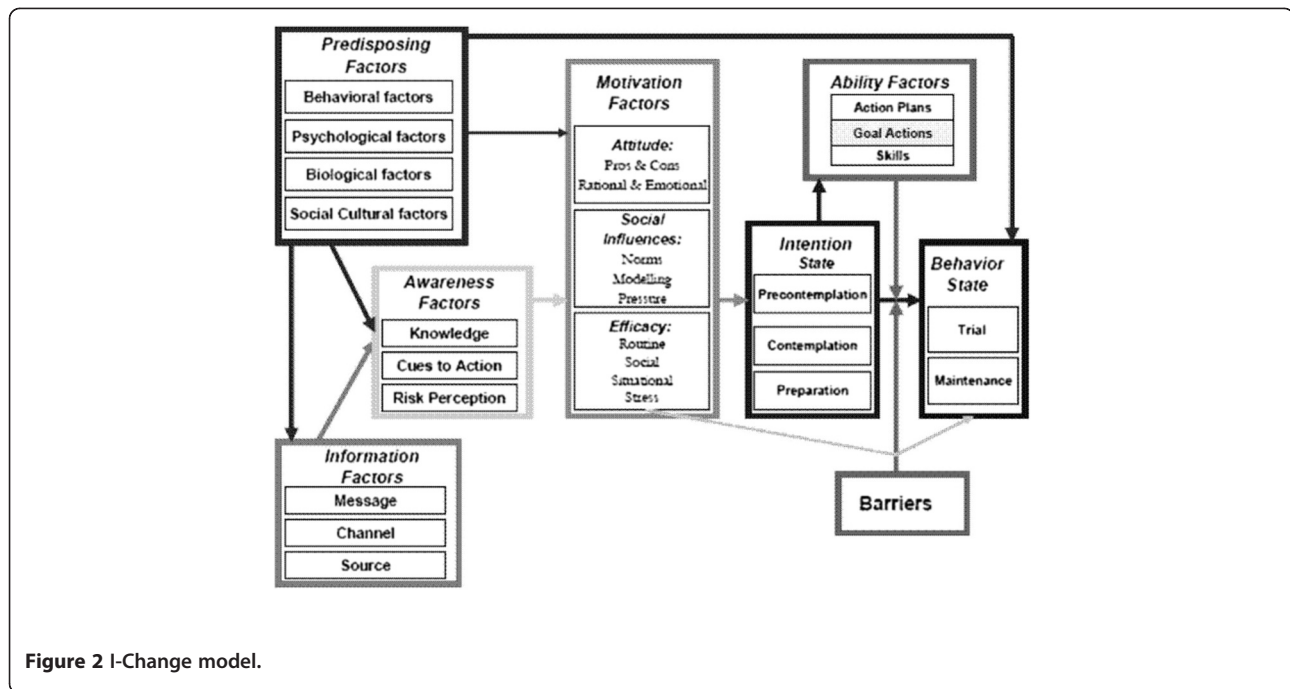 Predisposing
Factors
Behavioral factors
Psychological factors
Biological factors
Social Cultural factors
Awareness
Factors
Knowledge
Cues to Action
Risk Perception
Information
Factors
Message
Channel
Source
Motivation
Factors
Attitude:
Pros & Cons
Rational & Emotional
Social
Influences:
Norms
Modelling
Pressure
Efficacy:
Routine
Social
Situational
Stress
Intention
State
Precontemplation
Contemplation
Preparation
Ability Factors
Action Plans
Goal Actions
Skills
Behavior
State
Trial
Maintenance
Barriers
Figure 2 I-Change model.